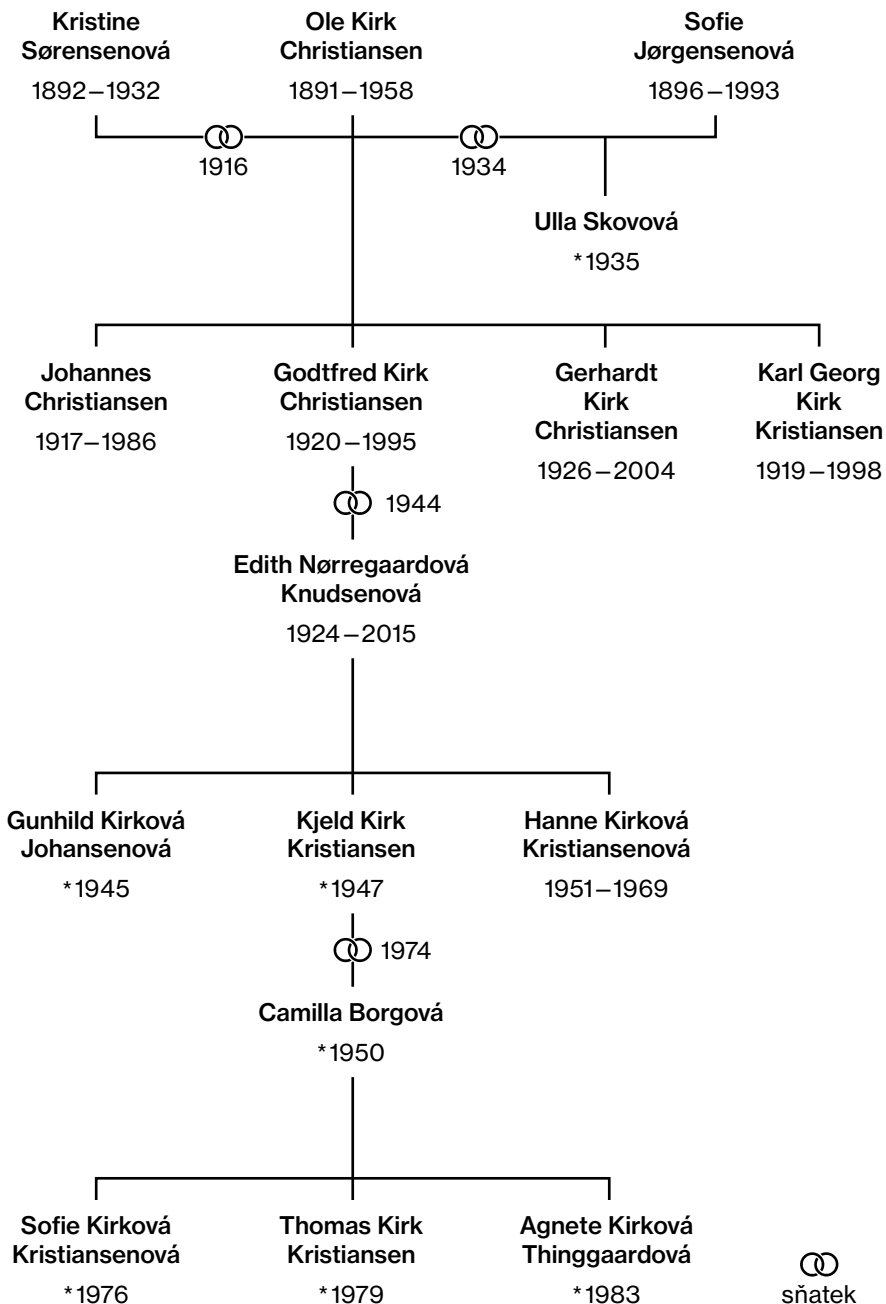 Kristine
Sørensenová
1892–1932
Ole Kirk
Christiansen
1891–1958
Sofie
Jørgensenová
1896–1993
1916
1934
Ulla Skovová
*1935
Johannes
Christiansen
1917–1986
Godtfred Kirk
Christiansen
1920–1995
Gerhardt
Kirk
Christiansen
1926–2004
Karl Georg
Kirk
Kristiansen
1919–1998
1944
Edith Nørregaardová
Knudsenová
1924–2015
Gunhild Kirková
Johansenová
*1945
Kjeld Kirk
Kristiansen
*1947
Hanne Kirková
Kristiansenová
1951–1969
1974
Camilla Borgová
*1950
Sofie Kirková
Kristiansenová
*1976
Thomas Kirk
Kristiansen
*1979
Agnete Kirková
Thinggaardová
*1983
sňatek